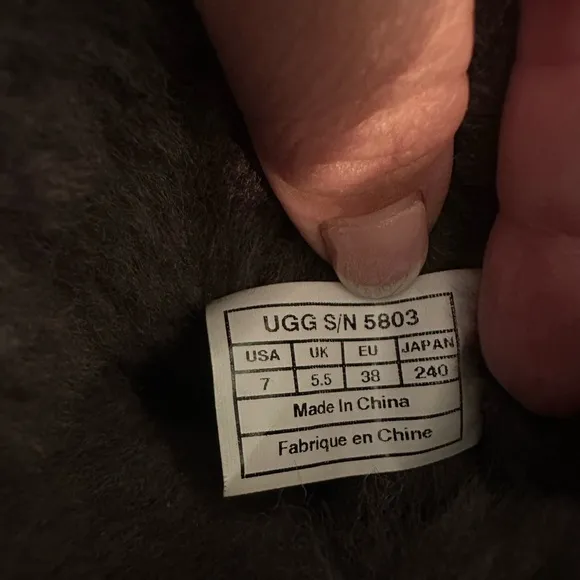 UGG S/N 5803
USA UK EU JAPAN
7 5.5 38 240
Made In China
Fabrique en Chine